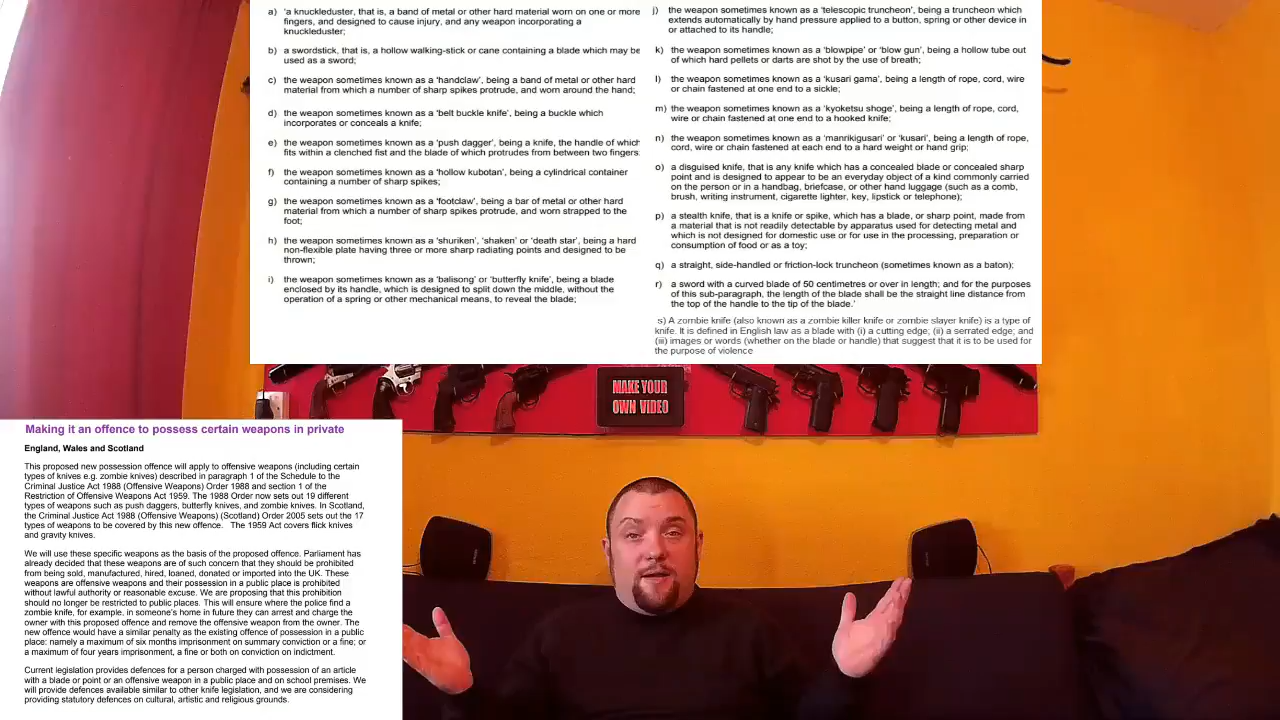 a) 'a knuckleduster, that is, a band of metal or other hard material worn on one or more
fingers, and designed to cause injury, and any weapon incorporating a
knuckleduster;
b) a swordstick, that is, a hollow walking-stick or cane containing a blade which may be
used as a sword;
c) the weapon sometimes known as a 'handclaw', being a band of metal or other hard
material from which a number of sharp spikes protrude, and worn around the hand;
d) the weapon sometimes known as a 'belt buckle knife', being a buckle which
incorporates or conceals a knife;
e) the weapon sometimes known as a 'push dagger', being a knife, the handle of which
fits within a clenched fist and the blade of which protrudes from between two fingers
f) the weapon sometimes known as a 'hollow kubotan', being a cylindrical container
containing a number of sharp spikes;
g) the weapon sometimes known as a 'footclaw', being a bar of metal or other hard
material from which a number of sharp spikes protrude, and worn strapped to the
foot;
h) the weapon sometimes known as a 'shuriken', 'shaken' or 'death star', being a hard
non-flexible plate having three or more sharp radiating points and designed to be
thrown;
i) the weapon sometimes known as a 'balisong' or 'butterfly knife', being a blade
enclosed by its handle, which is designed to split down the middle, without the
operation of a spring or other mechanical means, to reveal the blade;
j) the weapon sometimes known as a 'telescopic truncheon', being a truncheon which
extends automatically by hand pressure applied to a button, spring or other device in
or attached to its handle;
k) the weapon sometimes known as a 'blowpipe' or 'blow gun', being a hollow tube out
of which hard pellets or darts are shot by the use of breath;
l) the weapon sometimes known as a 'kusari gama', being a length of rope, cord, wire
or chain fastened at one end to a sickle;
m) the weapon sometimes known as a 'kyoketsu shoge', being a length of rope, cord,
wire or chain fastened at one end to a hooked knife;
n) the weapon sometimes known as a 'manrikigusari' or 'kusari', being a length of rope,
cord, wire or chain fastened at each end to a hard weight or hand grip;
o) a disguised knife, that is any knife which has a concealed blade or concealed sharp
point and is designed to appear to be an everyday object of a kind commonly carried
on the person or in a handbag, briefcase, or other hand luggage (such as a comb,
brush, writing instrument, cigarette lighter, key, lipstick or telephone);
p) a stealth knife, that is a knife or spike, which has a blade, or sharp point, made from
a material that is not readily detectable by apparatus used for detecting metal and
which is not designed for domestic use or for use in the processing, preparation or
consumption of food or as a toy;
q) a straight, side-handled or friction-lock truncheon (sometimes known as a baton);
r) a sword with a curved blade of 50 centimetres or over in length; and for the purposes
of this sub-paragraph, the length of the blade shall be the straight line distance from
the top of the handle to the tip of the blade.'
s) A zombie knife (also known as a zombie killer knife or zombie slayer knife) is a type of
knife. It is defined in English law as a blade with (i) a cutting edge; (ii) a serrated edge; and
(iii) images or words (whether on the blade or handle) that suggest that it is to be used for
the purpose of violence
MAKE YOUR
OWN VIDEO
Making it an offence to possess certain weapons in private
England, Wales and Scotland
This proposed new possession offence will apply to offensive weapons (including certain
types of knives e.g. zombie knives) described in paragraph 1 of the Schedule to the
Criminal Justice Act 1988 (Offensive Weapons) Order 1988 and section 1 of the
Restriction of Offensive Weapons Act 1959. The 1988 Order now sets out 19 different
types of weapons such as push daggers, butterfly knives, and zombie knives. In Scotland,
the Criminal Justice Act 1988 (Offensive Weapons) (Scotland) Order 2005 sets out the 17
types of weapons to be covered by this new offence. The 1959 Act covers flick knives
and gravity knives.
We will use these specific weapons as the basis of the proposed offence. Parliament has
already decided that these weapons are of such concern that they should be prohibited
from being sold, manufactured, hired, loaned, donated or imported into the UK. These
weapons are offensive weapons and their possession in a public place is prohibited
without lawful authority or reasonable excuse. We are proposing that this prohibition
should no longer be restricted to public places. This will ensure where the police find a
zombie knife, for example, in someone's home in future they can arrest and charge the
owner with this proposed offence and remove the offensive weapon from the owner. The
new offence would have a similar penalty as the existing offence of possession in a public
place: namely a maximum of six months imprisonment on summary conviction or a fine; or
a maximum of four years imprisonment, a fine or both on conviction on indictment.
Current legislation provides defences for a person charged with possession of an article
with a blade or point or an offensive weapon in a public place and on school premises. We
will provide defences available similar to other knife legislation, and we are considering
providing statutory defences on cultural, artistic and religious grounds.